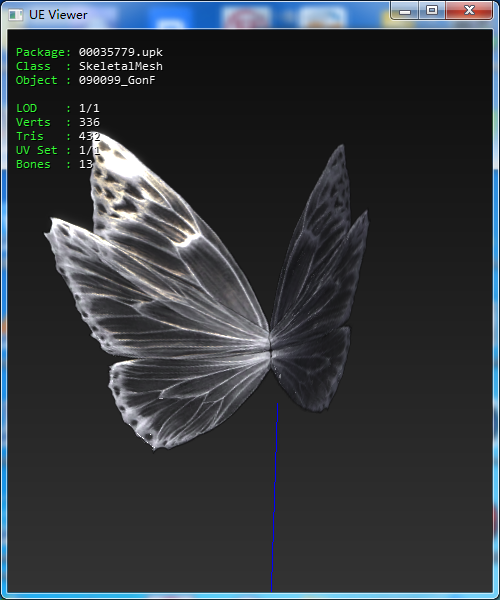 UE Viewer
Package: 00035779.upk
Class : SkeletalMesh
Object : 090099_GonF
LOD : 1/1
Verts : 336
Tris : 432
UV Set : 1/1
Bones : 13